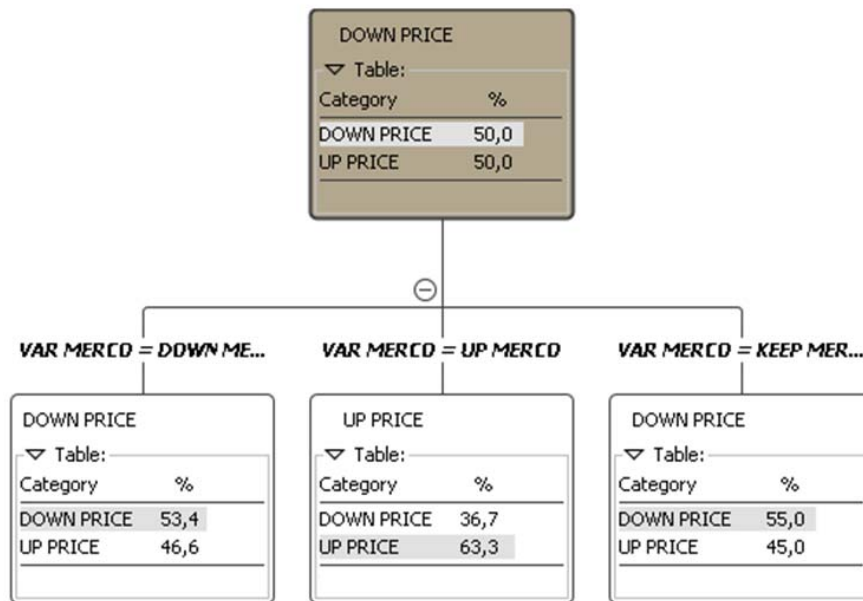 DOWN PRICE
Table:
Category %
DOWN PRICE 50,0
UP PRICE 50,0
VAR MERCO = DOWN ME...
VAR MERCO = UP MERCO
VAR MERCO = KEEP MER...
DOWN PRICE
Table:
Category %
DOWN PRICE 53,4
UP PRICE 46,6
UP PRICE
Table:
Category %
DOWN PRICE 36,7
UP PRICE 63,3
DOWN PRICE
Table:
Category %
DOWN PRICE 55,0
UP PRICE 45,0